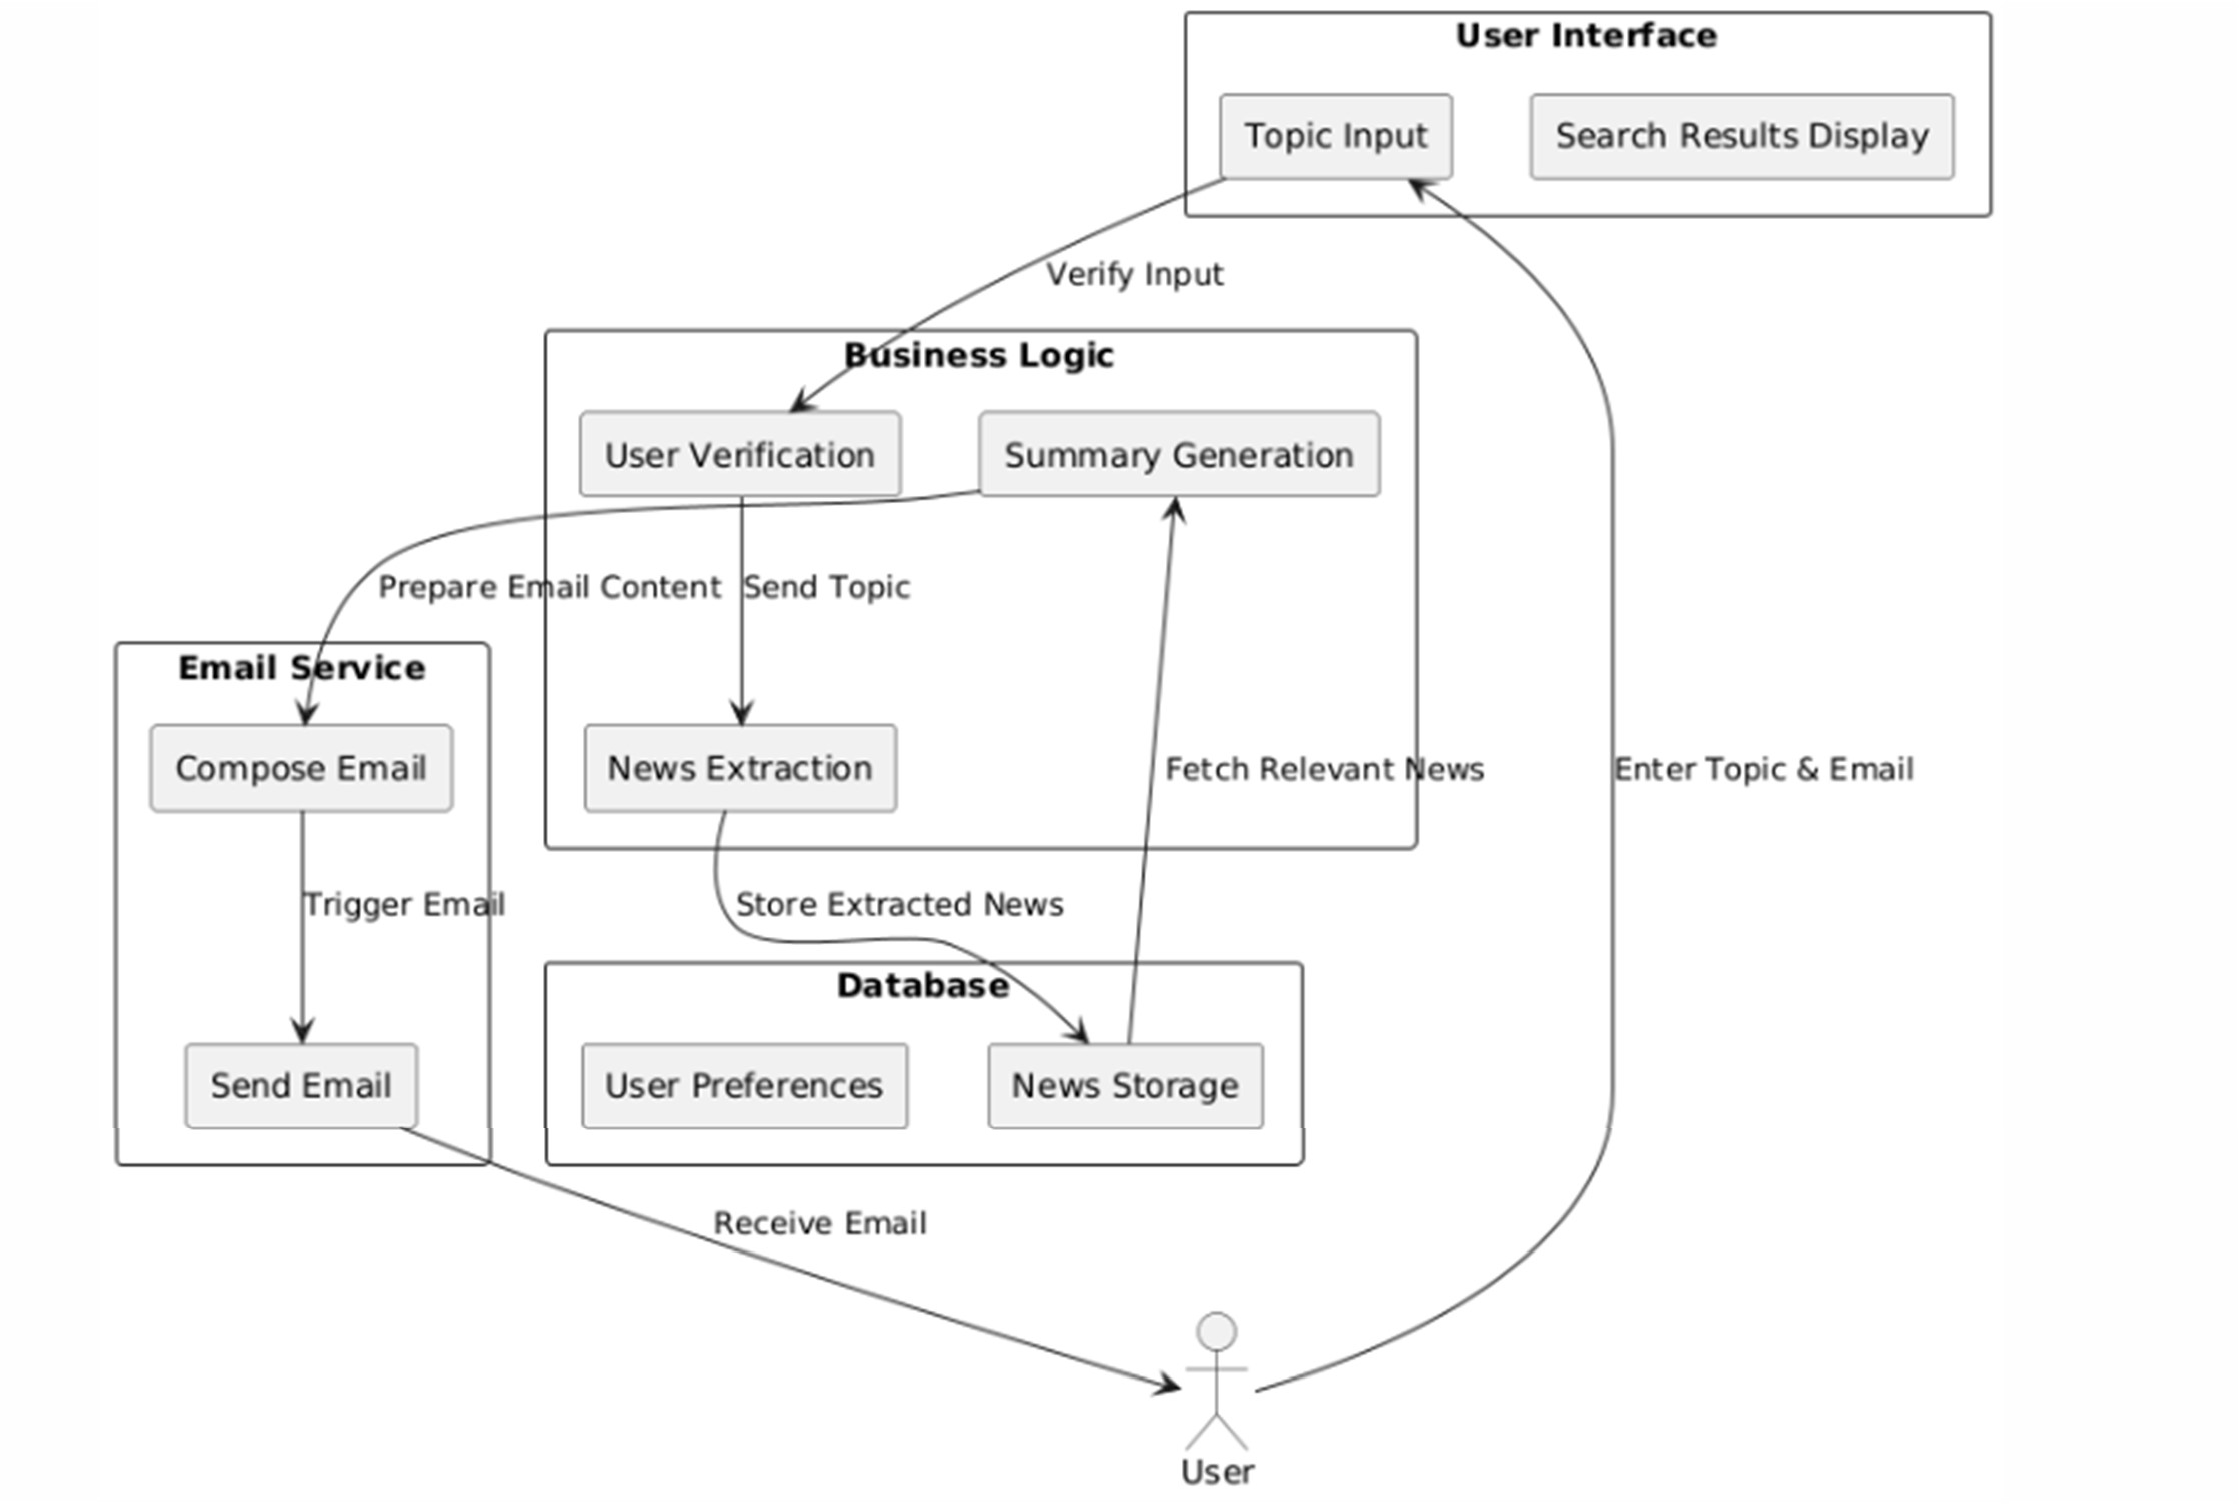 User Interface
Topic Input
Search Results Display
Verify Input
Business Logic
User Verification
Summary Generation
Prepare Email Content
Send Topic
Email Service
Compose Email
News Extraction
Fetch Relevant News
Enter Topic & Email
Trigger Email
Store Extracted News
Database
Send Email
User Preferences
News Storage
Receive Email
User